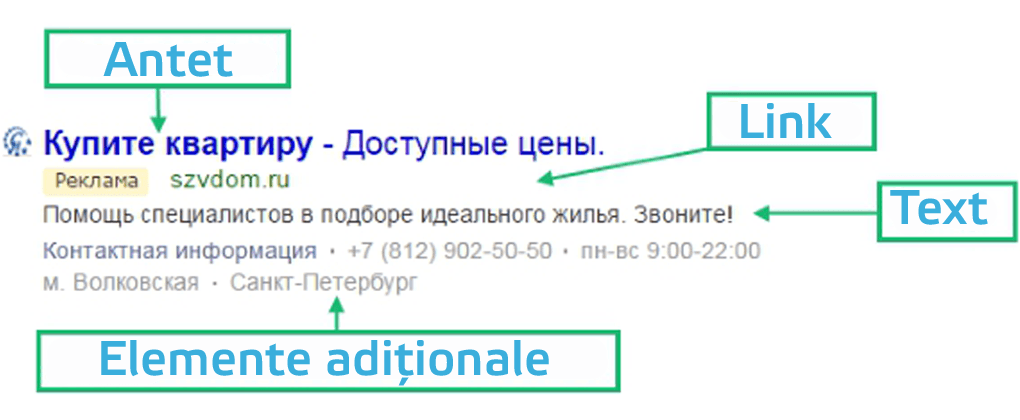 Antet
Купите квартиру - Доступные цены.
Link
Реклама szvdom.ru
Text
Помощь специалистов в подборе идеального жилья. Звоните!
Контактная информация · +7 (812) 902-50-50 · пн-вс 9:00-22:00
м. Волковская · Санкт-Петербург
Elemente adiționale